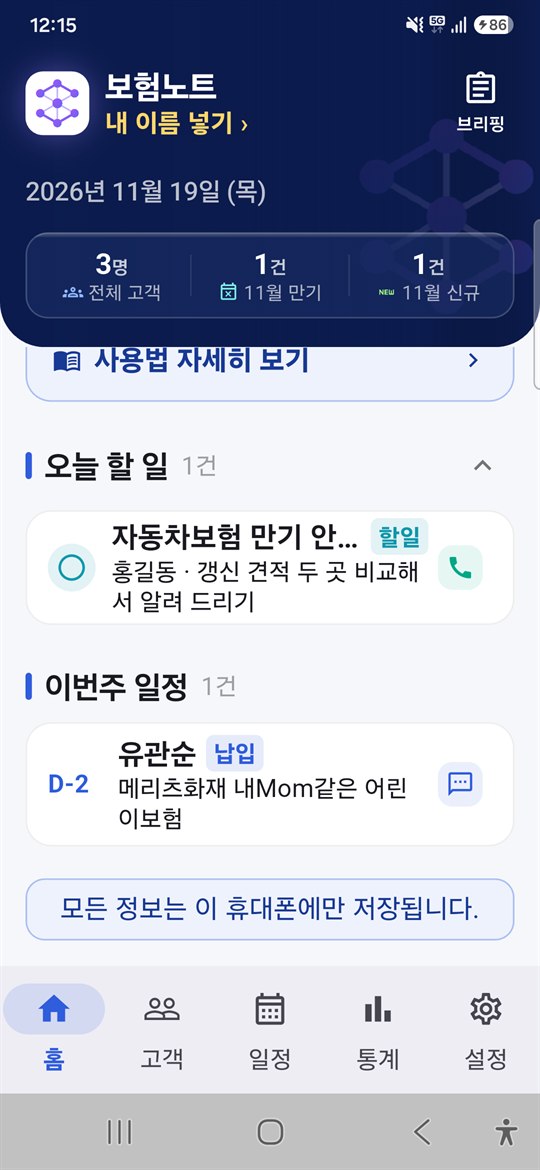 12:15
5G
86
보험노트
내 이름 넣기 ›
브리핑
2026년 11월 19일 (목)
3명
전체 고객
1건
11월 만기
1건
NEW 11월 신규
사용법 자세히 보기
오늘 할 일 1건
자동차보험 만기 안... 할일
홍길동 · 갱신 견적 두 곳 비교해
서 알려 드리기
이번주 일정 1건
D-2
유관순 납입
메리츠화재 내Mom같은 어린
이보험
모든 정보는 이 휴대폰에만 저장됩니다.
홈
고객
일정
통계
설정